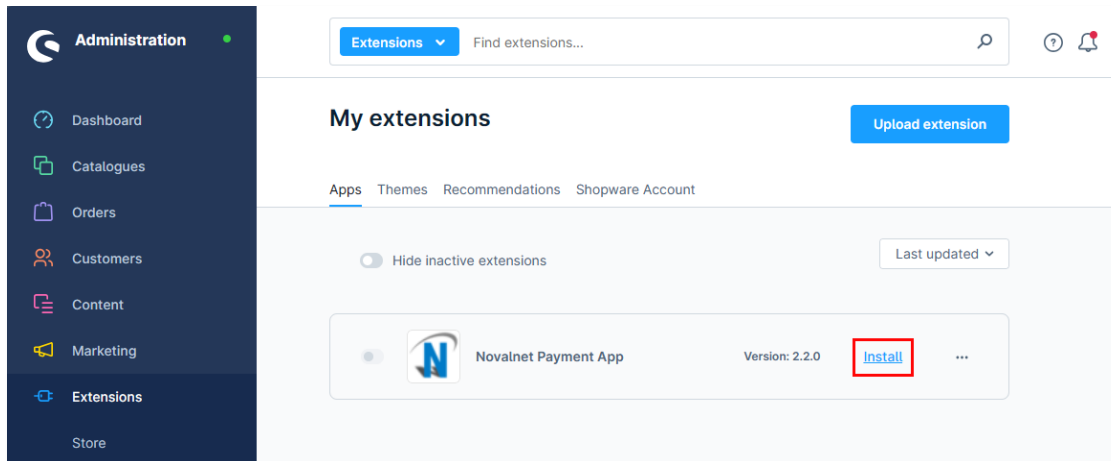 Administration
Dashboard
Catalogues
Orders
Customers
Content
Marketing
Extensions
Store
Extensions Find extensions...
My extensions
Upload extension
Apps Themes Recommendations Shopware Account
Hide inactive extensions
Last updated
Novalnet Payment App Version: 2.2.0 Install ...